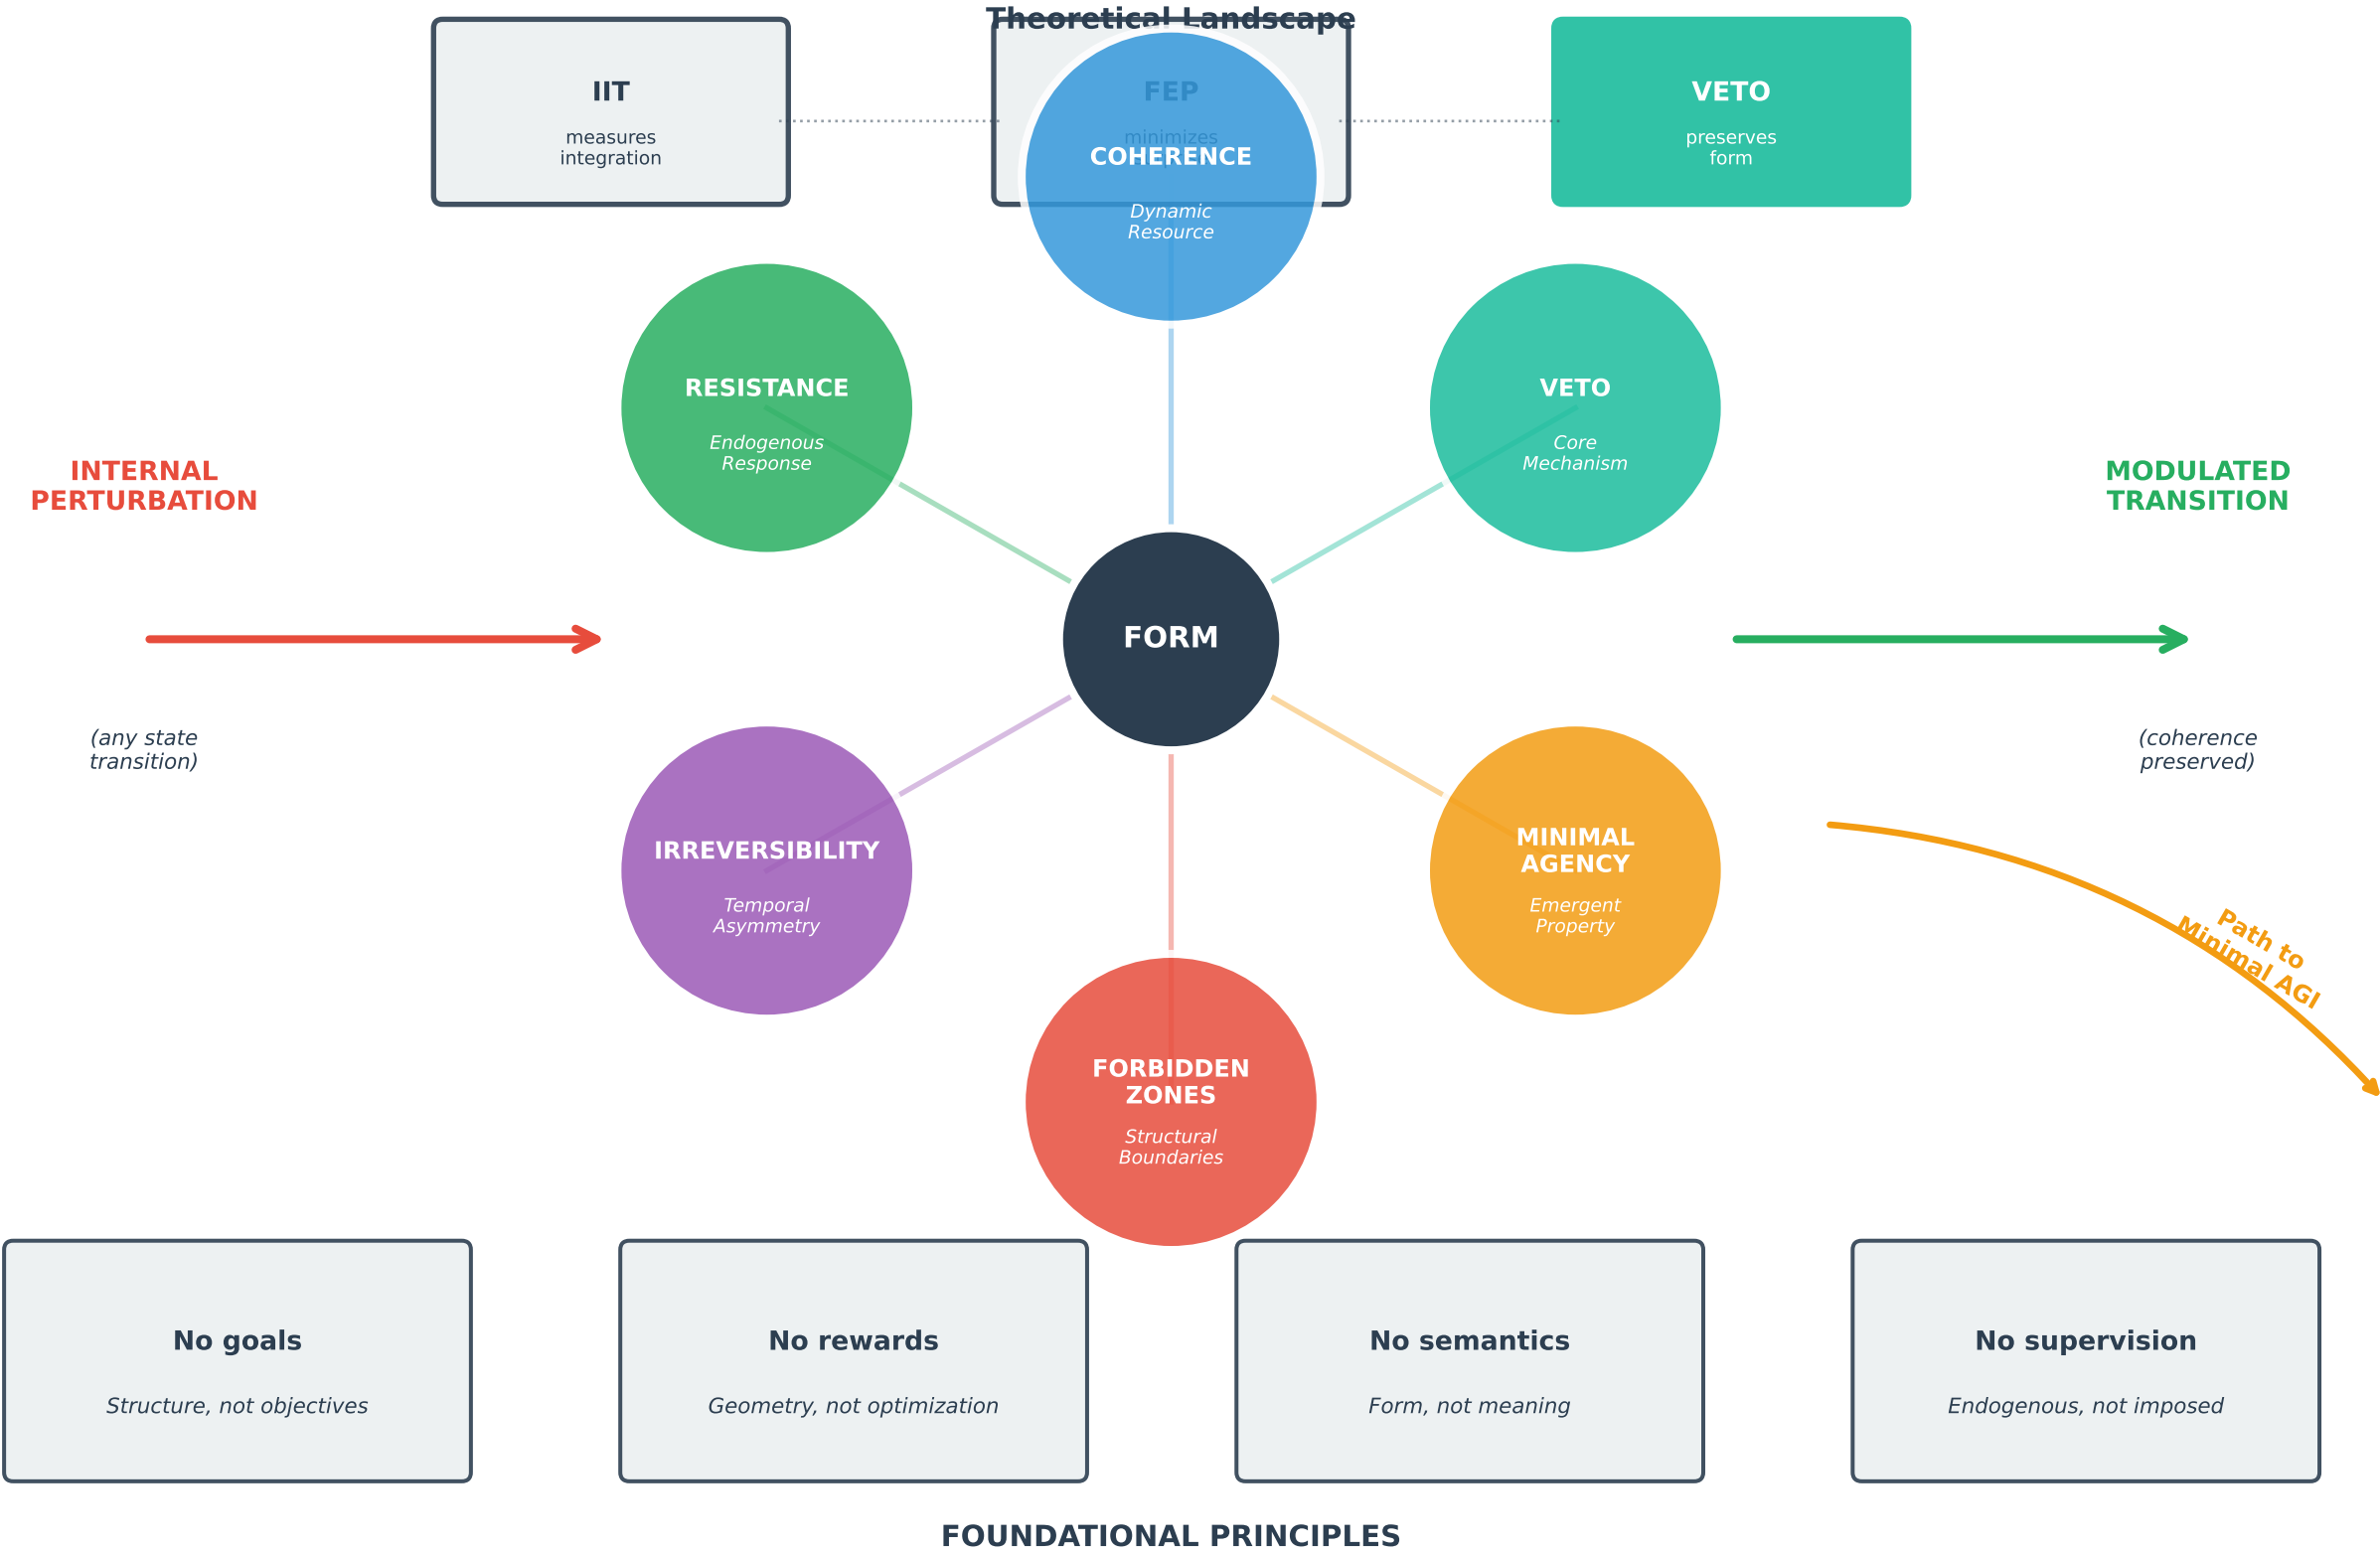 Theoretical Landscape
IIT
measures
integration
FEP
minimizes
VETO
preserves
form
COHERENCE
Dynamic
Resource
RESISTANCE
Endogenous
Response
VETO
Core
Mechanism
INTERNAL
PERTURBATION
MODULATED
TRANSITION
FORM
(any state
transition)
(coherence
preserved)
IRREVERSIBILITY
Temporal
Asymmetry
MINIMAL
AGENCY
Emergent
Property
Path to
Minimal AGI
FORBIDDEN
ZONES
Structural
Boundaries
No goals
Structure, not objectives
No rewards
Geometry, not optimization
No semantics
Form, not meaning
No supervision
Endogenous, not imposed
FOUNDATIONAL PRINCIPLES